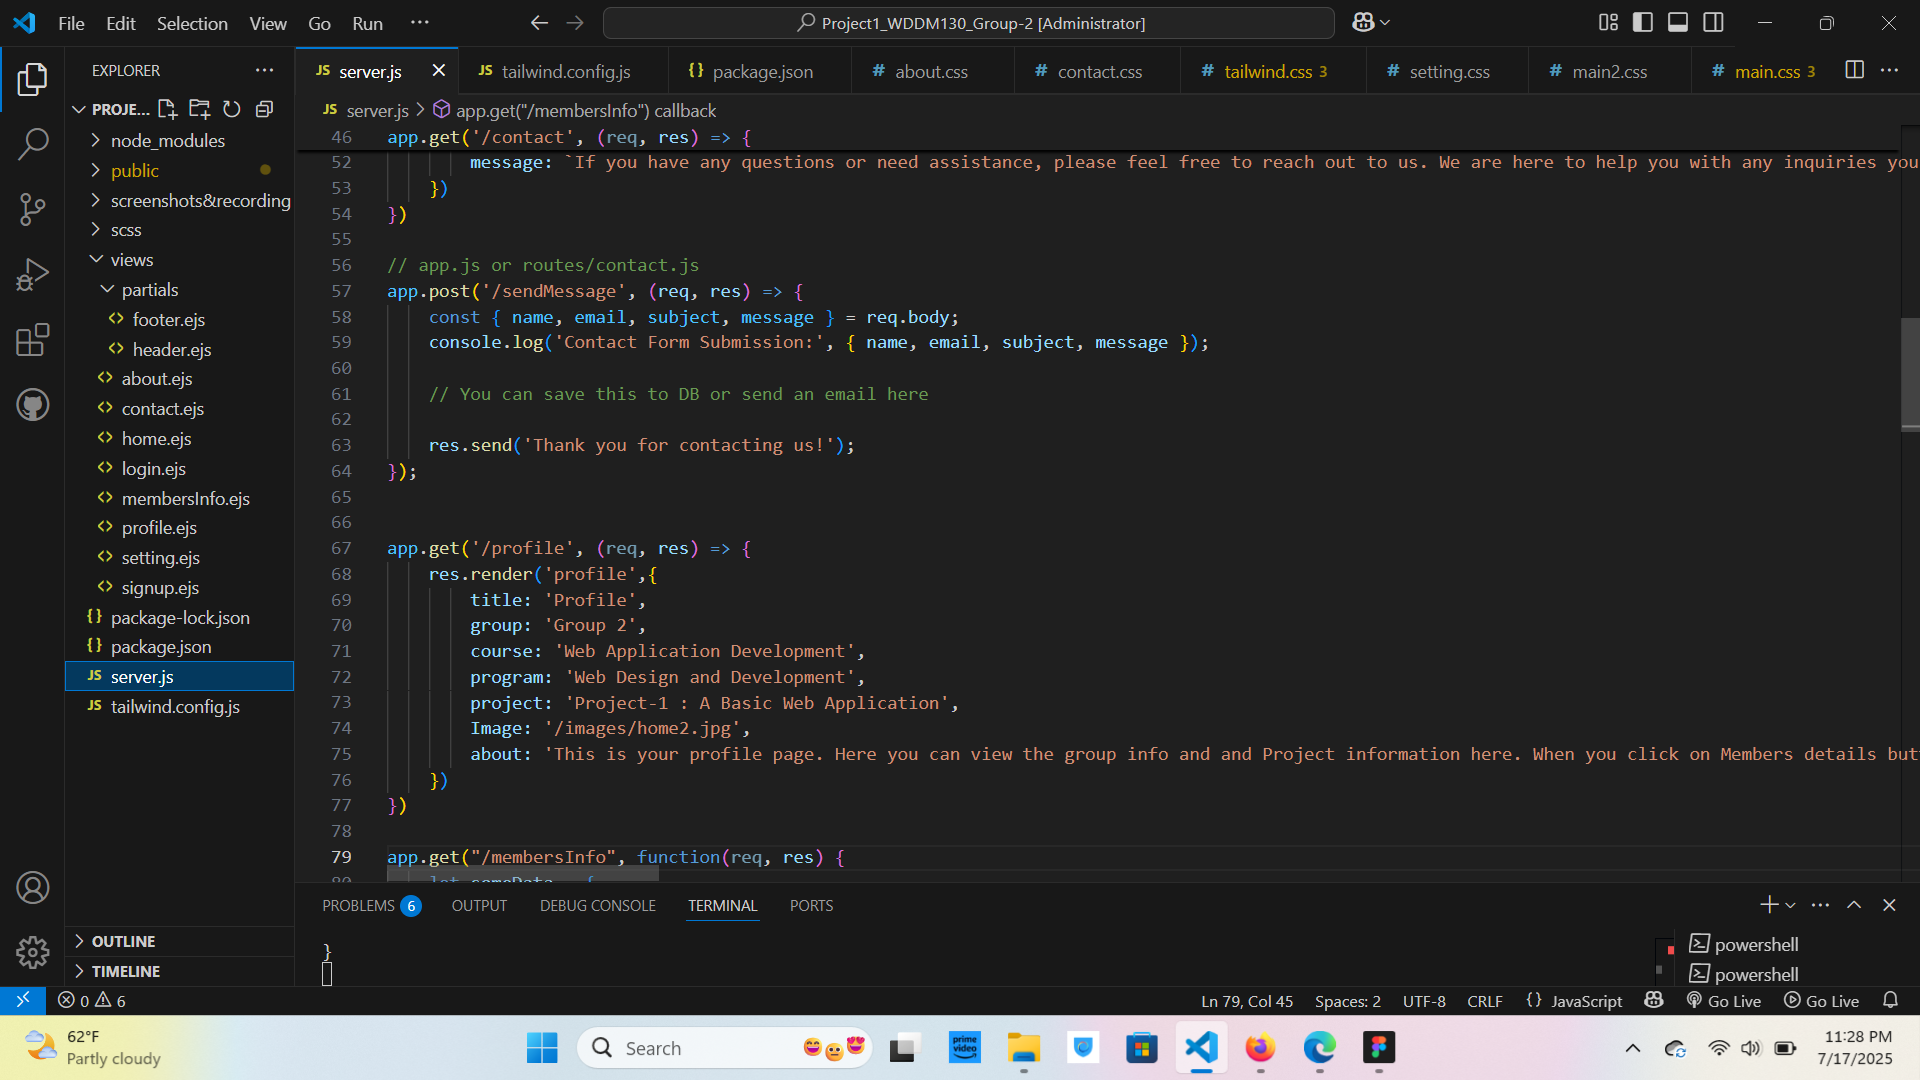 File Edit Selection View Go Run ···
Project1_WDDM130_Group-2 [Administrator]
EXPLORER
JS server.js
JS tailwind.config.js
{} package.json
# about.css
# contact.css
# tailwind.css 3
# setting.css
# main2.css
# main.css 3
PROJE...
node_modules
public
screenshots&recording
scss
views
partials
<> footer.ejs
<> header.ejs
<> about.ejs
<> contact.ejs
<> home.ejs
<> login.ejs
<> membersInfo.ejs
<> profile.ejs
<> setting.ejs
<> signup.ejs
{} package-lock.json
{} package.json
JS server.js
JS tailwind.config.js
OUTLINE
TIMELINE
JS server.js > app.get("/membersInfo") callback
46 app.get('/contact', (req, res) => {
52 message: `If you have any questions or need assistance, please feel free to reach out to us. We are here to help you with any inquiries you
53 })
54 })
55
56 // app.js or routes/contact.js
57 app.post('/sendMessage', (req, res) => {
58 const { name, email, subject, message } = req.body;
59 console.log('Contact Form Submission:', { name, email, subject, message });
60
61 // You can save this to DB or send an email here
62
63 res.send('Thank you for contacting us!');
64 });
65
66
67 app.get('/profile', (req, res) => {
68 res.render('profile',{
69 title: 'Profile',
70 group: 'Group 2',
71 course: 'Web Application Development',
72 program: 'Web Design and Development',
73 project: 'Project-1 : A Basic Web Application',
74 Image: '/images/home2.jpg',
75 about: 'This is your profile page. Here you can view the group info and and Project information here. When you click on Members details but
76 })
77 })
78
79 app.get("/membersInfo", function(req, res) {
80 let someData = {
PROBLEMS 6 OUTPUT DEBUG CONSOLE TERMINAL PORTS
}
powershell
powershell
0 6
Ln 79, Col 45 Spaces: 2 UTF-8 CRLF {} JavaScript Go Live Go Live
62°F
Partly cloudy
Search
prime video
11:28 PM
7/17/2025